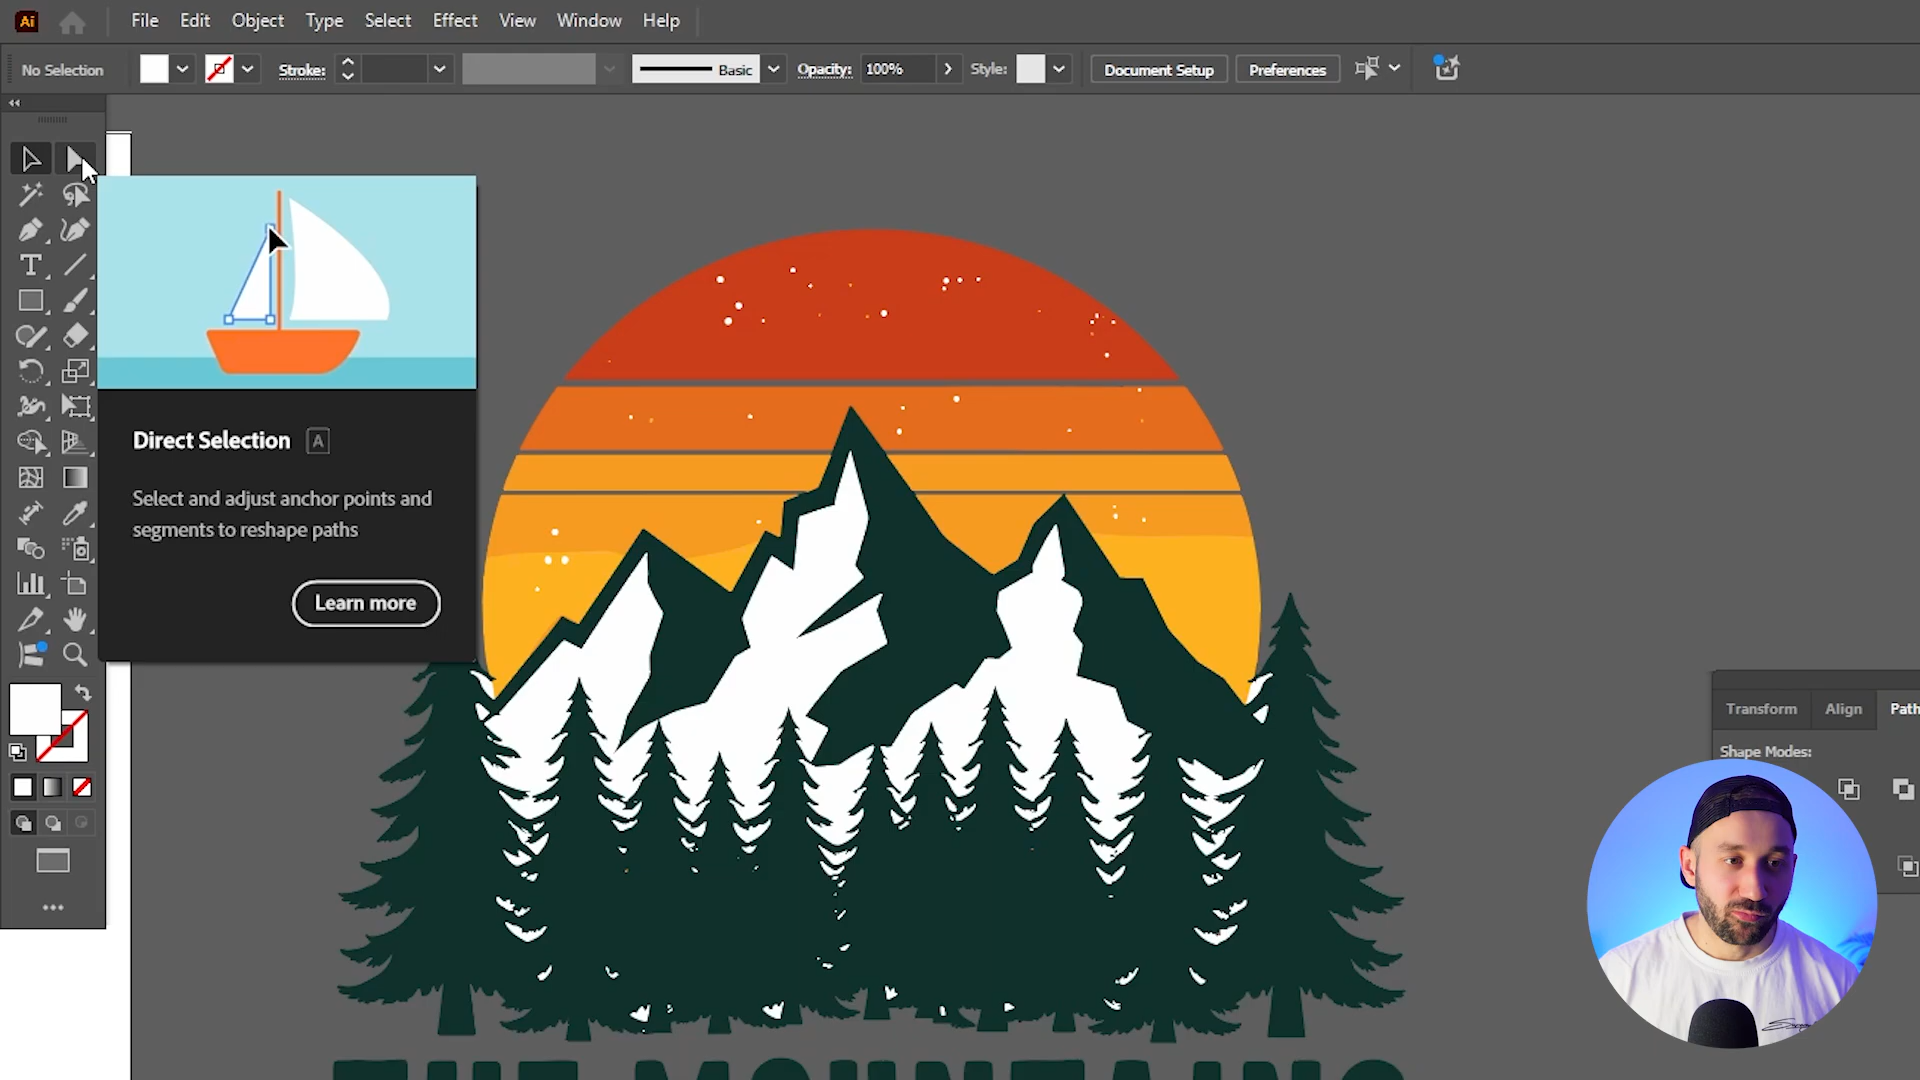 Ai File Edit Object Type Select Effect View Window Help
No Selection Stroke: Basic Opacity: 100% Style: Document Setup Preferences
Direct Selection A
Select and adjust anchor points and
segments to reshape paths
Learn more
Transform Align Path
Shape Modes:
THE MOUNTAINS